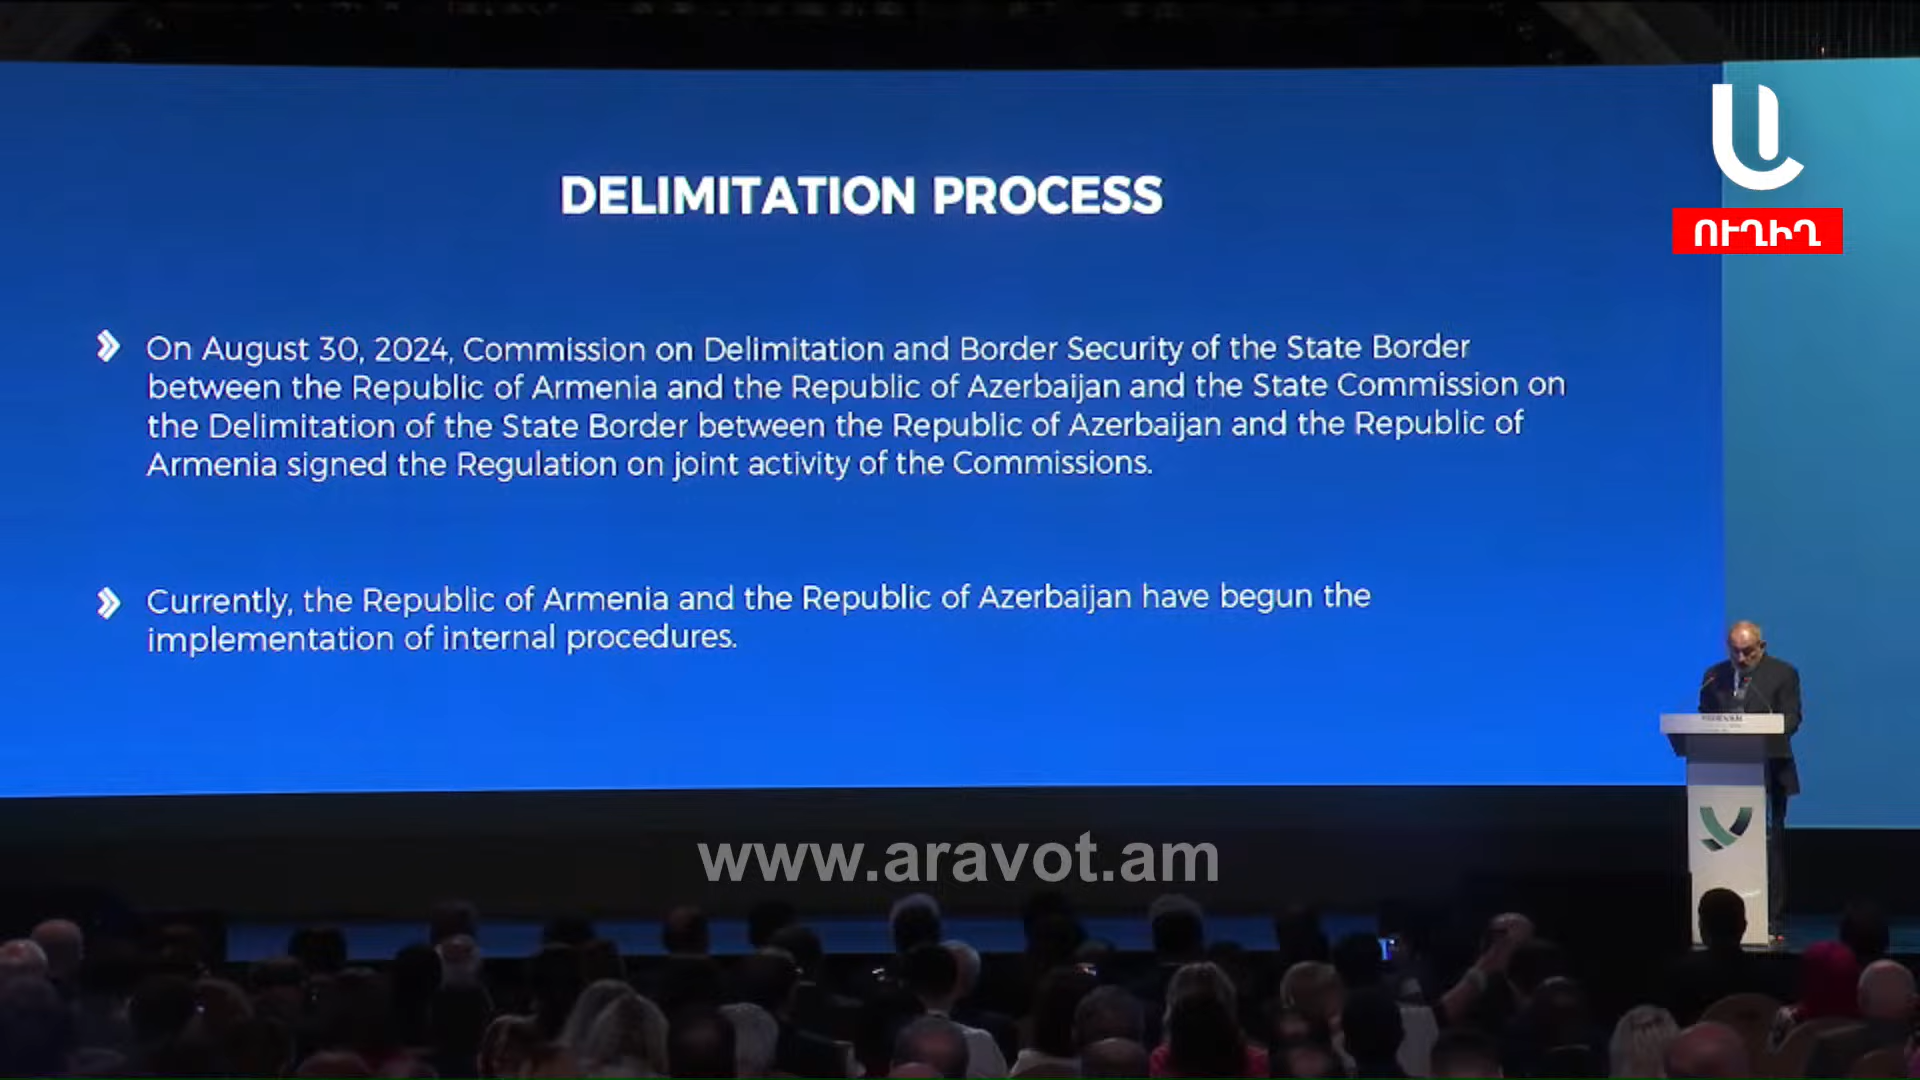 DELIMITATION PROCESS
ՈՒՂԻՂ
On August 30, 2024, Commission on Delimitation and Border Security of the State Border
between the Republic of Armenia and the Republic of Azerbaijan and the State Commission on
the Delimitation of the State Border between the Republic of Azerbaijan and the Republic of
Armenia signed the Regulation on joint activity of the Commissions.
Currently, the Republic of Armenia and the Republic of Azerbaijan have begun the
implementation of internal procedures.
www.aravot.am